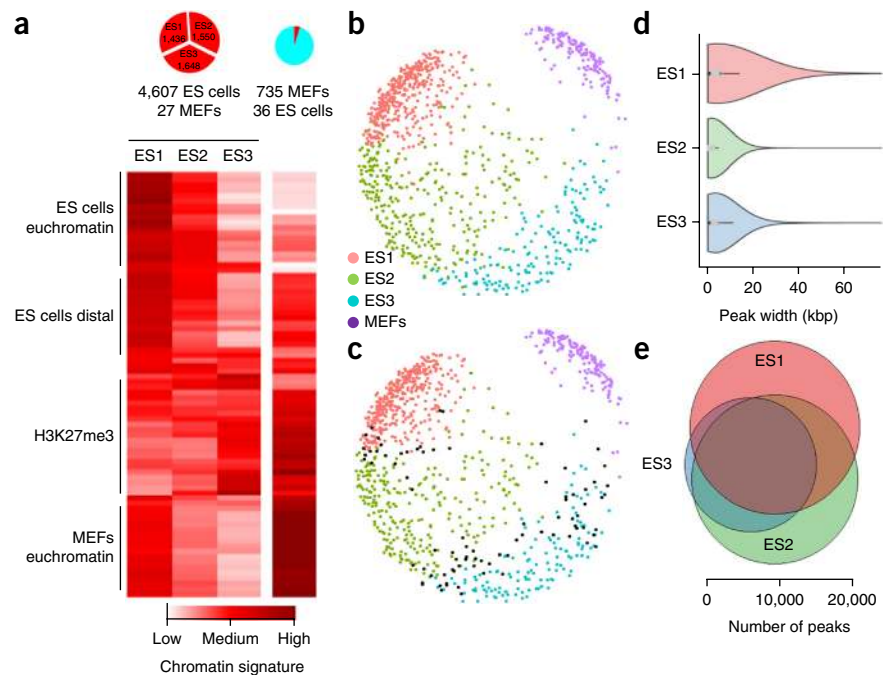 a
ES1
1,436
ES2
1,550
ES3
1,648
4,607 ES cells
27 MEFs
735 MEFs
36 ES cells
ES1 ES2 ES3
ES cells
euchromatin
ES cells distal
H3K27me3
MEFs
euchromatin
Low Medium High
Chromatin signature
b
ES1
ES2
ES3
MEFs
c
d
ES1
ES2
ES3
0 20 40 60
Peak width (kbp)
e
ES1
ES3
ES2
0 10,000 20,000
Number of peaks